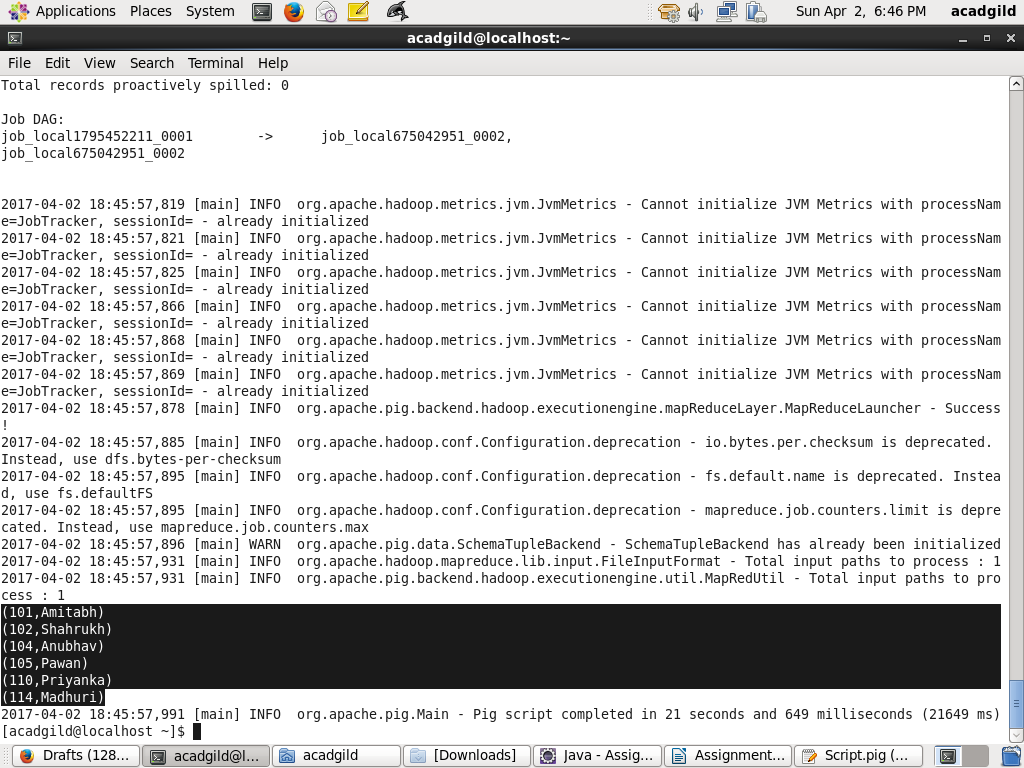 Applications Places System Sun Apr 2, 6:46 PM acadgild
acadgild@localhost:~
File Edit View Search Terminal Help
Total records proactively spilled: 0
Job DAG:
job_local1795452211_0001 -> job_local675042951_0002,
job_local675042951_0002
2017-04-02 18:45:57,819 [main] INFO org.apache.hadoop.metrics.jvm.JvmMetrics - Cannot initialize JVM Metrics with processNam
e=JobTracker, sessionId= - already initialized
2017-04-02 18:45:57,821 [main] INFO org.apache.hadoop.metrics.jvm.JvmMetrics - Cannot initialize JVM Metrics with processNam
e=JobTracker, sessionId= - already initialized
2017-04-02 18:45:57,825 [main] INFO org.apache.hadoop.metrics.jvm.JvmMetrics - Cannot initialize JVM Metrics with processNam
e=JobTracker, sessionId= - already initialized
2017-04-02 18:45:57,866 [main] INFO org.apache.hadoop.metrics.jvm.JvmMetrics - Cannot initialize JVM Metrics with processNam
e=JobTracker, sessionId= - already initialized
2017-04-02 18:45:57,868 [main] INFO org.apache.hadoop.metrics.jvm.JvmMetrics - Cannot initialize JVM Metrics with processNam
e=JobTracker, sessionId= - already initialized
2017-04-02 18:45:57,869 [main] INFO org.apache.hadoop.metrics.jvm.JvmMetrics - Cannot initialize JVM Metrics with processNam
e=JobTracker, sessionId= - already initialized
2017-04-02 18:45:57,878 [main] INFO org.apache.pig.backend.hadoop.executionengine.mapReduceLayer.MapReduceLauncher - Success
!
2017-04-02 18:45:57,885 [main] INFO org.apache.hadoop.conf.Configuration.deprecation - io.bytes.per.checksum is deprecated.
Instead, use dfs.bytes-per-checksum
2017-04-02 18:45:57,895 [main] INFO org.apache.hadoop.conf.Configuration.deprecation - fs.default.name is deprecated. Instea
d, use fs.defaultFS
2017-04-02 18:45:57,895 [main] INFO org.apache.hadoop.conf.Configuration.deprecation - mapreduce.job.counters.limit is depre
cated. Instead, use mapreduce.job.counters.max
2017-04-02 18:45:57,896 [main] WARN org.apache.pig.data.SchemaTupleBackend - SchemaTupleBackend has already been initialized
2017-04-02 18:45:57,931 [main] INFO org.apache.hadoop.mapreduce.lib.input.FileInputFormat - Total input paths to process : 1
2017-04-02 18:45:57,931 [main] INFO org.apache.pig.backend.hadoop.executionengine.util.MapRedUtil - Total input paths to pro
cess : 1
(101,Amitabh)
(102,Shahrukh)
(104,Anubhav)
(105,Pawan)
(110,Priyanka)
(114,Madhuri)
2017-04-02 18:45:57,991 [main] INFO org.apache.pig.Main - Pig script completed in 21 seconds and 649 milliseconds (21649 ms)
[acadgild@localhost ~]$
Drafts (128... acadgild@l... acadgild [Downloads] Java - Assig... Assignment... Script.pig (...